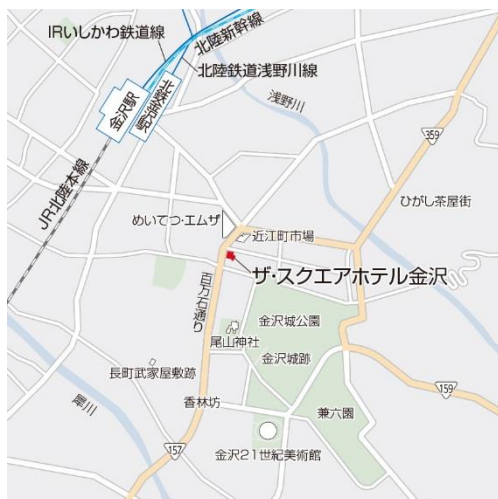 IRいしかわ鉄道線
北陸新幹線
北陸鉄道浅野川線
金沢駅
北鉄金沢駅
JR北陸本線
浅野川
359
ひがし茶屋街
めいてつ・エムザ
近江町市場
ザ・スクエアホテル金沢
百万石通り
金沢城公園
尾山神社
金沢城跡
長町武家屋敷跡
香林坊
兼六園
159
犀川
157
金沢21世紀美術館